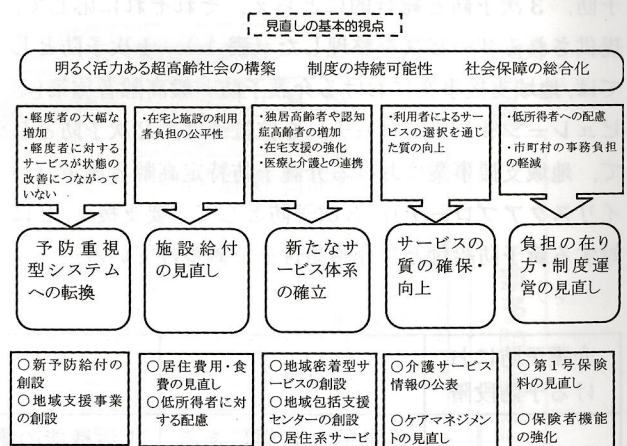 見直しの基本的視点
明るく活力ある超高齢社会の構築 制度の持続可能性 社会保障の総合化
・軽度者の大幅な
増加
・軽度者に対する
サービスが状態の
改善につながって
いない
・在宅と施設の利用
者負担の公平性
・独居高齢者や認知
症高齢者の増加
・在宅支援の強化
・医療と介護との連携
・利用者によるサー
ビスの選択を通じ
た質の向上
・低所得者への配慮
・市町村の事務負担
の軽減
予防重視
型システム
への転換
施設給付
の見直し
新たなサ
ービス体系
の確立
サービスの
質の確保・
向上
負担の在り
方・制度運
営の見直し
○新予防給付の
創設
○地域支援事業
の創設
○居住費用・食
費の見直し
○低所得者に対
する配慮
○地域密着型サ
ービスの創設
○地域包括支援
センターの創設
○居住系サービ
○介護サービス
情報の公表
○ケアマネジメン
トの見直し
○第1号保険
料の見直し
○保険者機能
の強化